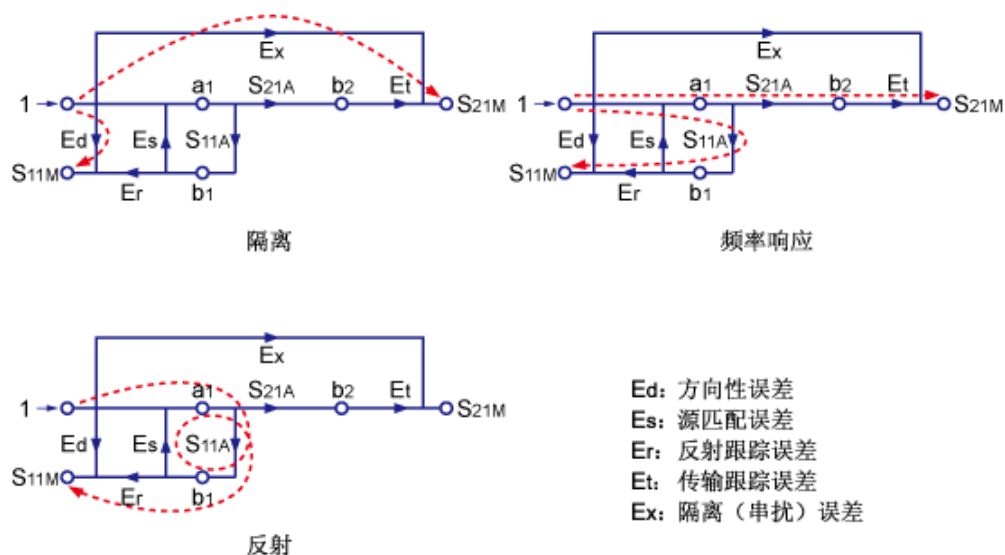 Ex
1
a1
S21A
b2
Et
S21M
Ed
Es
S11A
S11M
Er
b1
隔离
Ex
1
a1
S21A
b2
Et
S21M
Ed
Es
S11A
S11M
Er
b1
频率响应
Ex
1
a1
S21A
b2
Et
S21M
Ed
Es
S11A
S11M
Er
b1
反射
Ed：方向性误差
Es：源匹配误差
Er：反射跟踪误差
Et：传输跟踪误差
Ex：隔离（串扰）误差